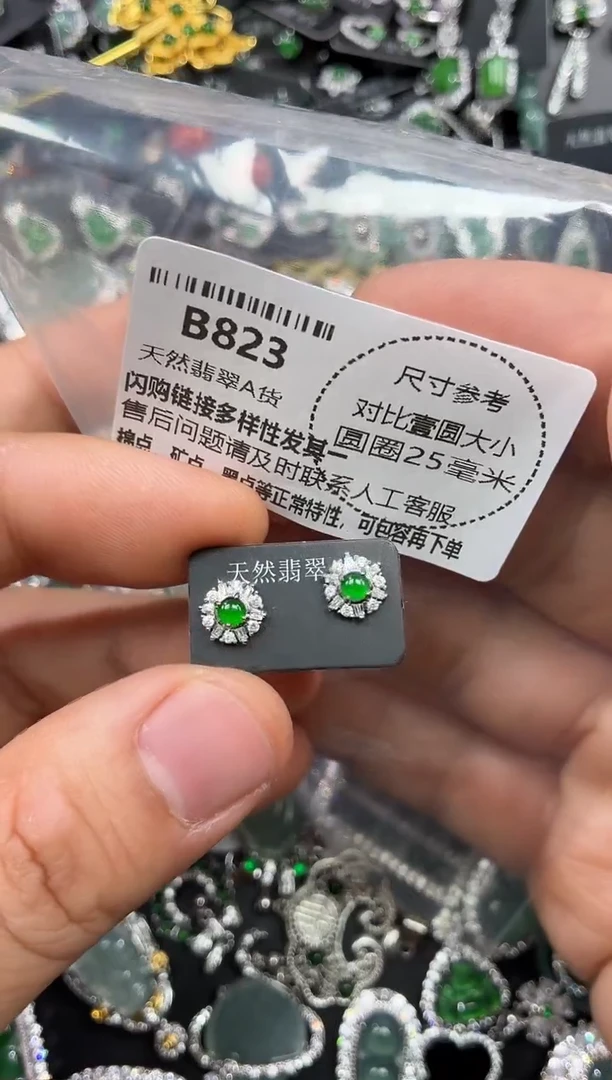 B823
天然翡翠A货
闪购链接多样性发其一
售后问题请及时联系人工客服
棉点、矿点、黑点等正常特性，可包容再下单
尺寸参考
对比壹圆大小
圆圈25毫米
天然翡翠